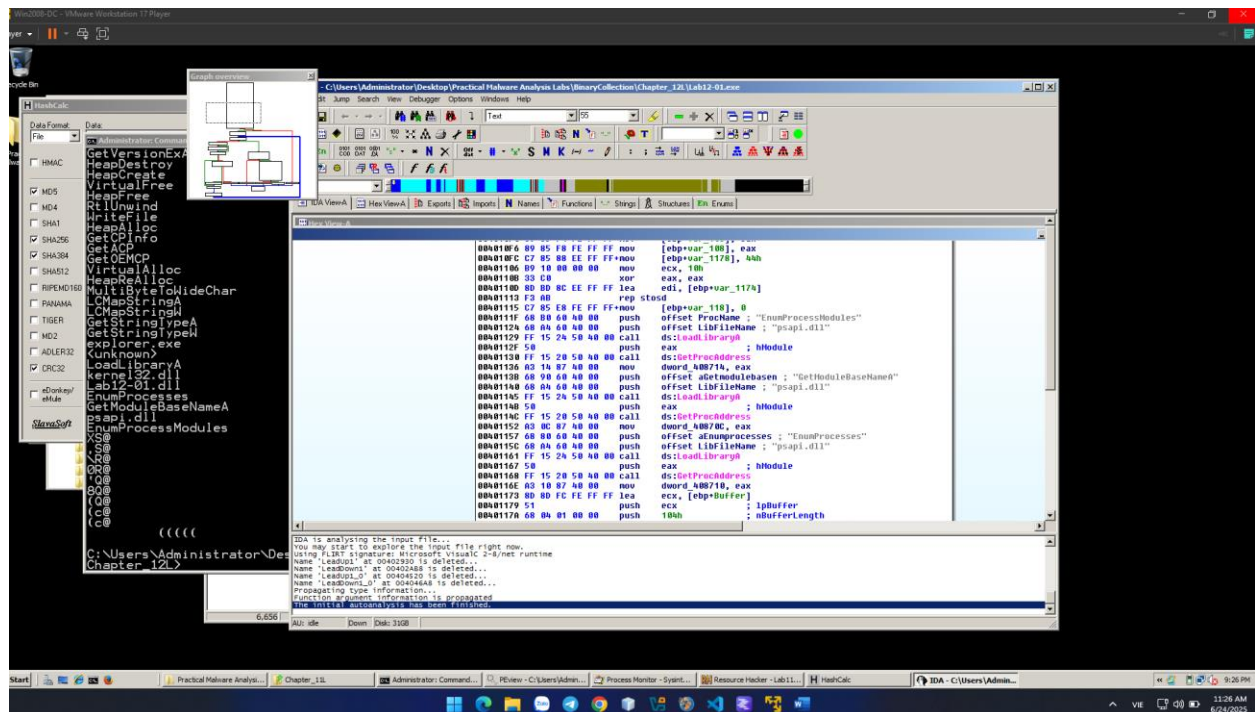 Win2008-DC - VMware Workstation 17 Player
Graph overview
C:\Users\Administrator\Desktop\Practical Malware Analysis Labs\BinaryCollection\Chapter_12L\Lab12-01.exe
Jump Search View Debugger Options Windows Help
Text
HashCalc
Data Format:
Data:
File
HMAC
MD5
MD4
SHA1
SHA256
SHA384
SHA512
RIPEMD160
PANAMA
TIGER
MD2
ADLER32
CRC32
eDonkey/
eMule
SlavaSoft
Administrator: Command
GetVersionExA
HeapDestroy
HeapCreate
VirtualFree
HeapFree
RtlUnwind
WriteFile
HeapAlloc
GetCPInfo
GetACP
GetOEMCP
VirtualAlloc
HeapReAlloc
MultiByteToWideChar
LCMapStringA
LCMapStringW
GetStringTypeA
GetStringTypeW
explorer.exe
<unknown>
LoadLibraryA
kernel32.dll
Lab12-01.dll
EnumProcesses
GetModuleBaseNameA
psapi.dll
EnumProcessModules
XS@
(((((
C:\Users\Administrator\Des
Chapter_12L>
6,656
IDA View-A Hex View-A Exports Imports Names Functions Strings Structures Enums
Hex View-A
004010F6 89 85 F8 FE FF FF mov [ebp+var_108], eax
004010FC C7 85 88 EE FF FF+mov [ebp+var_1178], 44h
00401106 B9 10 00 00 00 mov ecx, 10h
0040110B 33 C0 xor eax, eax
0040110D 8D BD 8C EE FF FF lea edi, [ebp+var_1174]
00401113 F3 AB rep stosd
00401115 C7 85 E8 FE FF FF+mov [ebp+var_118], 0
0040111F 68 B0 60 40 00 push offset ProcName ; "EnumProcessModules"
00401124 68 A4 60 40 00 push offset LibFileName ; "psapi.dll"
00401129 FF 15 24 50 40 00 call ds:LoadLibraryA
0040112F 50 push eax ; hModule
00401130 FF 15 20 50 40 00 call ds:GetProcAddress
00401136 A3 14 87 40 00 mov dword_408714, eax
0040113B 68 90 60 40 00 push offset aGetmodulebasen ; "GetModuleBaseNameA"
00401140 68 A4 60 40 00 push offset LibFileName ; "psapi.dll"
00401145 FF 15 24 50 40 00 call ds:LoadLibraryA
0040114B 50 push eax ; hModule
0040114C FF 15 20 50 40 00 call ds:GetProcAddress
00401152 A3 0C 87 40 00 mov dword_40870C, eax
00401157 68 80 60 40 00 push offset aEnumprocesses ; "EnumProcesses"
0040115C 68 A4 60 40 00 push offset LibFileName ; "psapi.dll"
00401161 FF 15 24 50 40 00 call ds:LoadLibraryA
00401167 50 push eax ; hModule
00401168 FF 15 20 50 40 00 call ds:GetProcAddress
0040116E A3 10 87 40 00 mov dword_408710, eax
00401173 8D 8D FC FE FF FF lea ecx, [ebp+Buffer]
00401179 51 push ecx ; lpBuffer
0040117A 68 04 01 00 00 push 104h ; nBufferLength
IDA is analysing the input file...
You may start to explore the input file right now.
Using FLIRT signature: Microsoft VisualC 2-8/net runtime
Name 'LeadUp1' at 00402930 is deleted...
Name 'LeadDown1' at 00402AB8 is deleted...
Name 'LeadUp1_0' at 00404520 is deleted...
Name 'LeadDown1_0' at 004046A8 is deleted...
Propagating type information...
Function argument information is propagated
The initial autoanalysis has been finished.
AU: idle Down Disk: 31GB
Start
Practical Malware Analysi...
Chapter_11L
Administrator: Command...
PEview - C:\Users\Admin...
Process Monitor - Sysint...
Resource Hacker - Lab11...
HashCalc
IDA - C:\Users\Admin...
9:26 PM
VIE
11:26 AM
6/24/2025